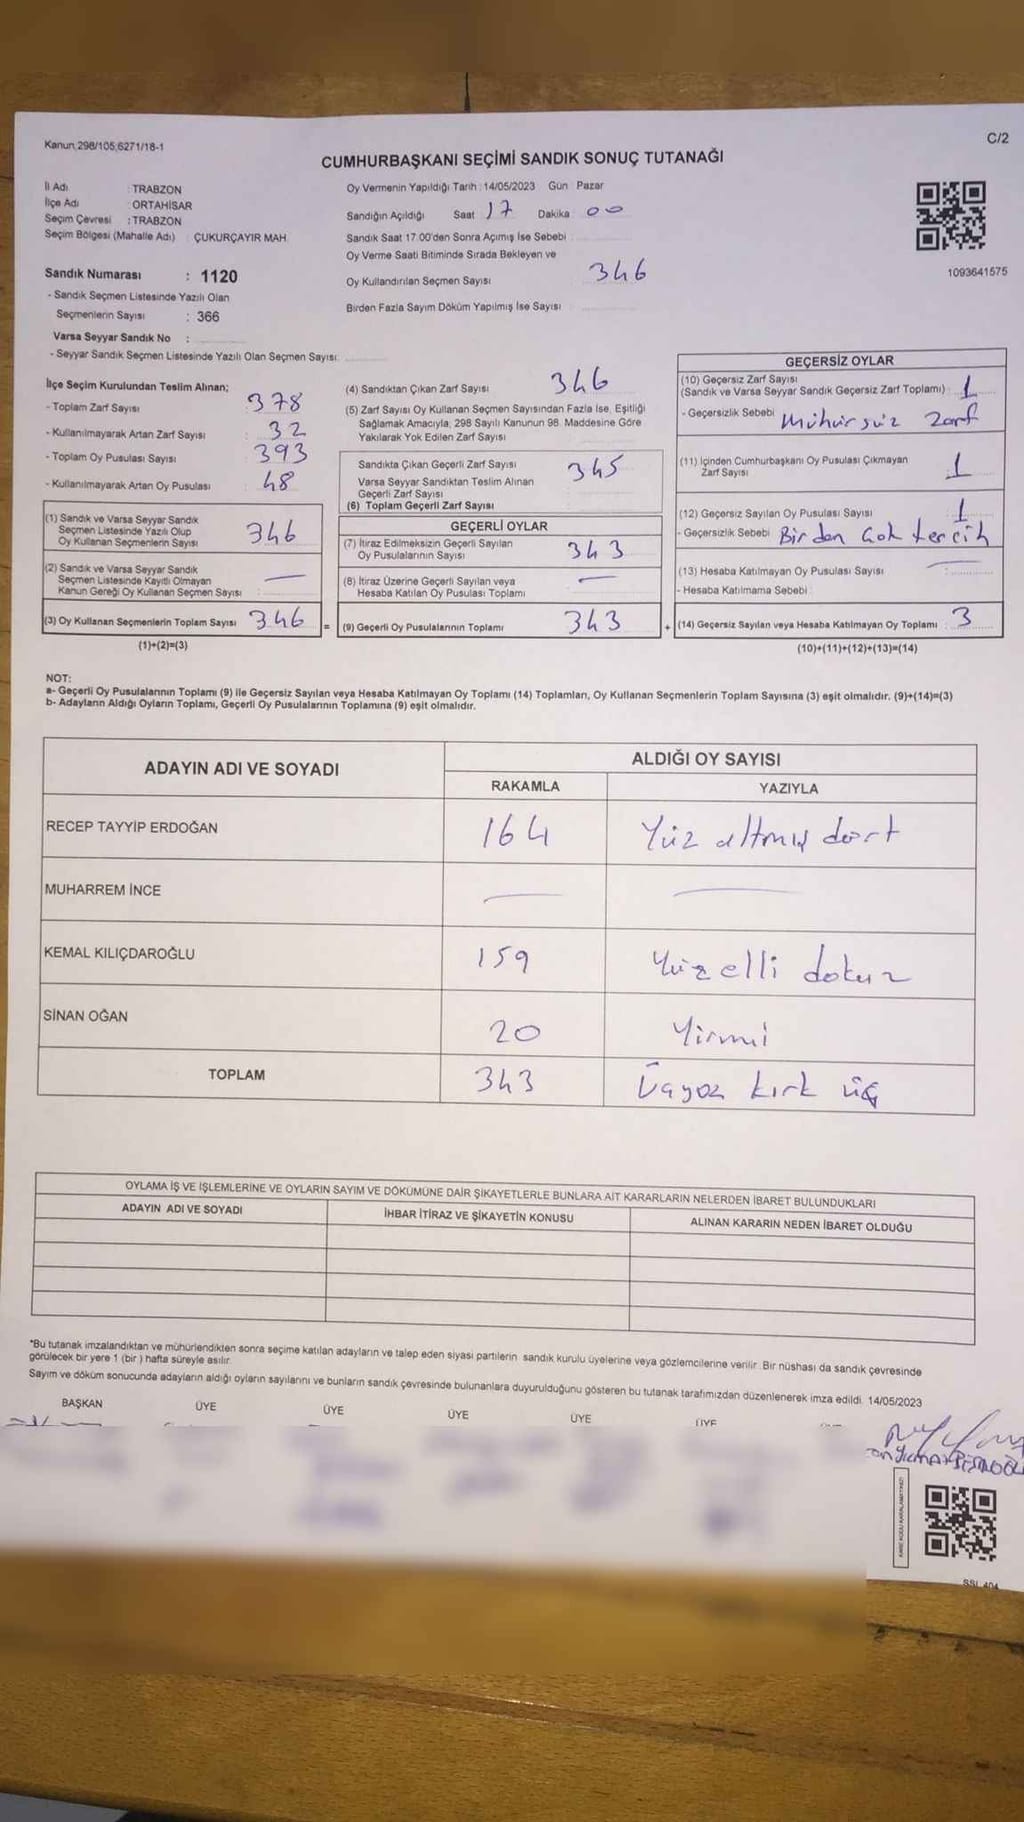 Kanun 298/105,6271/18-1
C/2
CUMHURBAŞKANI SEÇİMİ SANDIK SONUÇ TUTANAĞI
İl Adı : TRABZON
İlçe Adı : ORTAHİSAR
Seçim Çevresi : TRABZON
Seçim Bölgesi (Mahalle Adı) : ÇUKURÇAYIR MAH.
Sandık Numarası : 1120
- Sandık Seçmen Listesinde Yazılı Olan
Seçmenlerin Sayısı : 366
Varsa Seyyar Sandık No :
- Seyyar Sandık Seçmen Listesinde Yazılı Olan Seçmen Sayısı:
Oy Vermenin Yapıldığı Tarih : 14/05/2023 Gün Pazar
Sandığın Açıldığı Saat 17 Dakika 00
Sandık Saat 17:00'den Sonra Açımış İse Sebebi
Oy Verme Saati Bitiminde Sırada Bekleyen ve
Oy Kullandırılan Seçmen Sayısı 346
Birden Fazla Sayım Döküm Yapılmış İse Sayısı
1093641575
İlçe Seçim Kurulundan Teslim Alınan;
- Toplam Zarf Sayısı : 378
- Kullanılmayarak Artan Zarf Sayısı : 32
- Toplam Oy Pusulası Sayısı : 393
- Kullanılmayarak Artan Oy Pusulası : 48
(1) Sandık ve Varsa Seyyar Sandık
Seçmen Listesinde Yazılı Olup
Oy Kullanan Seçmenlerin Sayısı 346
(2) Sandık ve Varsa Seyyar Sandık
Seçmen Listesinde Kayıtlı Olmayan
Kanun Gereği Oy Kullanan Seçmen Sayısı : —
(3) Oy Kullanan Seçmenlerin Toplam Sayısı 346
(1)+(2)=(3)
(4) Sandıktan Çıkan Zarf Sayısı 346
(5) Zarf Sayısı Oy Kullanan Seçmen Sayısından Fazla İse, Eşitliği
Sağlamak Amacıyla, 298 Sayılı Kanunun 98. Maddesine Göre
Yakılarak Yok Edilen Zarf Sayısı
Sandıkta Çıkan Geçerli Zarf Sayısı 345
Varsa Seyyar Sandıktan Teslim Alınan
Geçerli Zarf Sayısı
(6) Toplam Geçerli Zarf Sayısı
GEÇERLİ OYLAR
(7) İtiraz Edilmeksizin Geçerli Sayılan
Oy Pusulalarının Sayısı 343
(8) İtiraz Üzerine Geçerli Sayılan veya
Hesaba Katılan Oy Pusulası Toplamı —
= (9) Geçerli Oy Pusulalarının Toplamı 343
GEÇERSİZ OYLAR
(10) Geçersiz Zarf Sayısı
(Sandık ve Varsa Seyyar Sandık Geçersiz Zarf Toplamı) : 1
- Geçersizlik Sebebi Mühürsüz Zarf
(11) İçinden Cumhurbaşkanı Oy Pusulası Çıkmayan
Zarf Sayısı 1
(12) Geçersiz Sayılan Oy Pusulası Sayısı 1
- Geçersizlik Sebebi Birden Çok tercih
(13) Hesaba Katılmayan Oy Pusulası Sayısı : —
- Hesaba Katılmama Sebebi :
+ (14) Geçersiz Sayılan veya Hesaba Katılmayan Oy Toplamı : 3
(10)+(11)+(12)+(13)=(14)
NOT:
a- Geçerli Oy Pusulalarının Toplamı (9) ile Geçersiz Sayılan veya Hesaba Katılmayan Oy Toplamı (14) Toplamları, Oy Kullanan Seçmenlerin Toplam Sayısına (3) eşit olmalıdır. (9)+(14)=(3)
b- Adayların Aldığı Oyların Toplamı, Geçerli Oy Pusulalarının Toplamına (9) eşit olmalıdır.
ADAYIN ADI VE SOYADI
ALDIĞI OY SAYISI
RAKAMLA YAZIYLA
RECEP TAYYİP ERDOĞAN 164 Yüz altmış dört
MUHARREM İNCE — —
KEMAL KILIÇDAROĞLU 159 Yüz elli dokuz
SİNAN OĞAN 20 Yirmi
TOPLAM 343 Üçyüz kırk üç
OYLAMA İŞ VE İŞLEMLERİNE VE OYLARIN SAYIM VE DÖKÜMÜNE DAİR ŞİKAYETLERLE BUNLARA AİT KARARLARIN NELERDEN İBARET BULUNDUKLARI
ADAYIN ADI VE SOYADI İHBAR İTİRAZ VE ŞİKAYETİN KONUSU ALINAN KARARIN NEDEN İBARET OLDUĞU
*Bu tutanak imzalandıktan ve mühürlendikten sonra seçime katılan adayların ve talep eden siyasi partilerin sandık kurulu üyelerine veya gözlemcilerine verilir. Bir nüshası da sandık çevresinde
görülecek bir yere 1 (bir ) hafta süreyle asılır.
Sayım ve döküm sonucunda adayların aldığı oyların sayılarını ve bunların sandık çevresinde bulunanlara duyurulduğunu gösteren bu tutanak tarafımızdan düzenlenerek imza edildi. 14/05/2023
BAŞKAN ÜYE ÜYE ÜYE ÜYE ÜYE
SSL 404